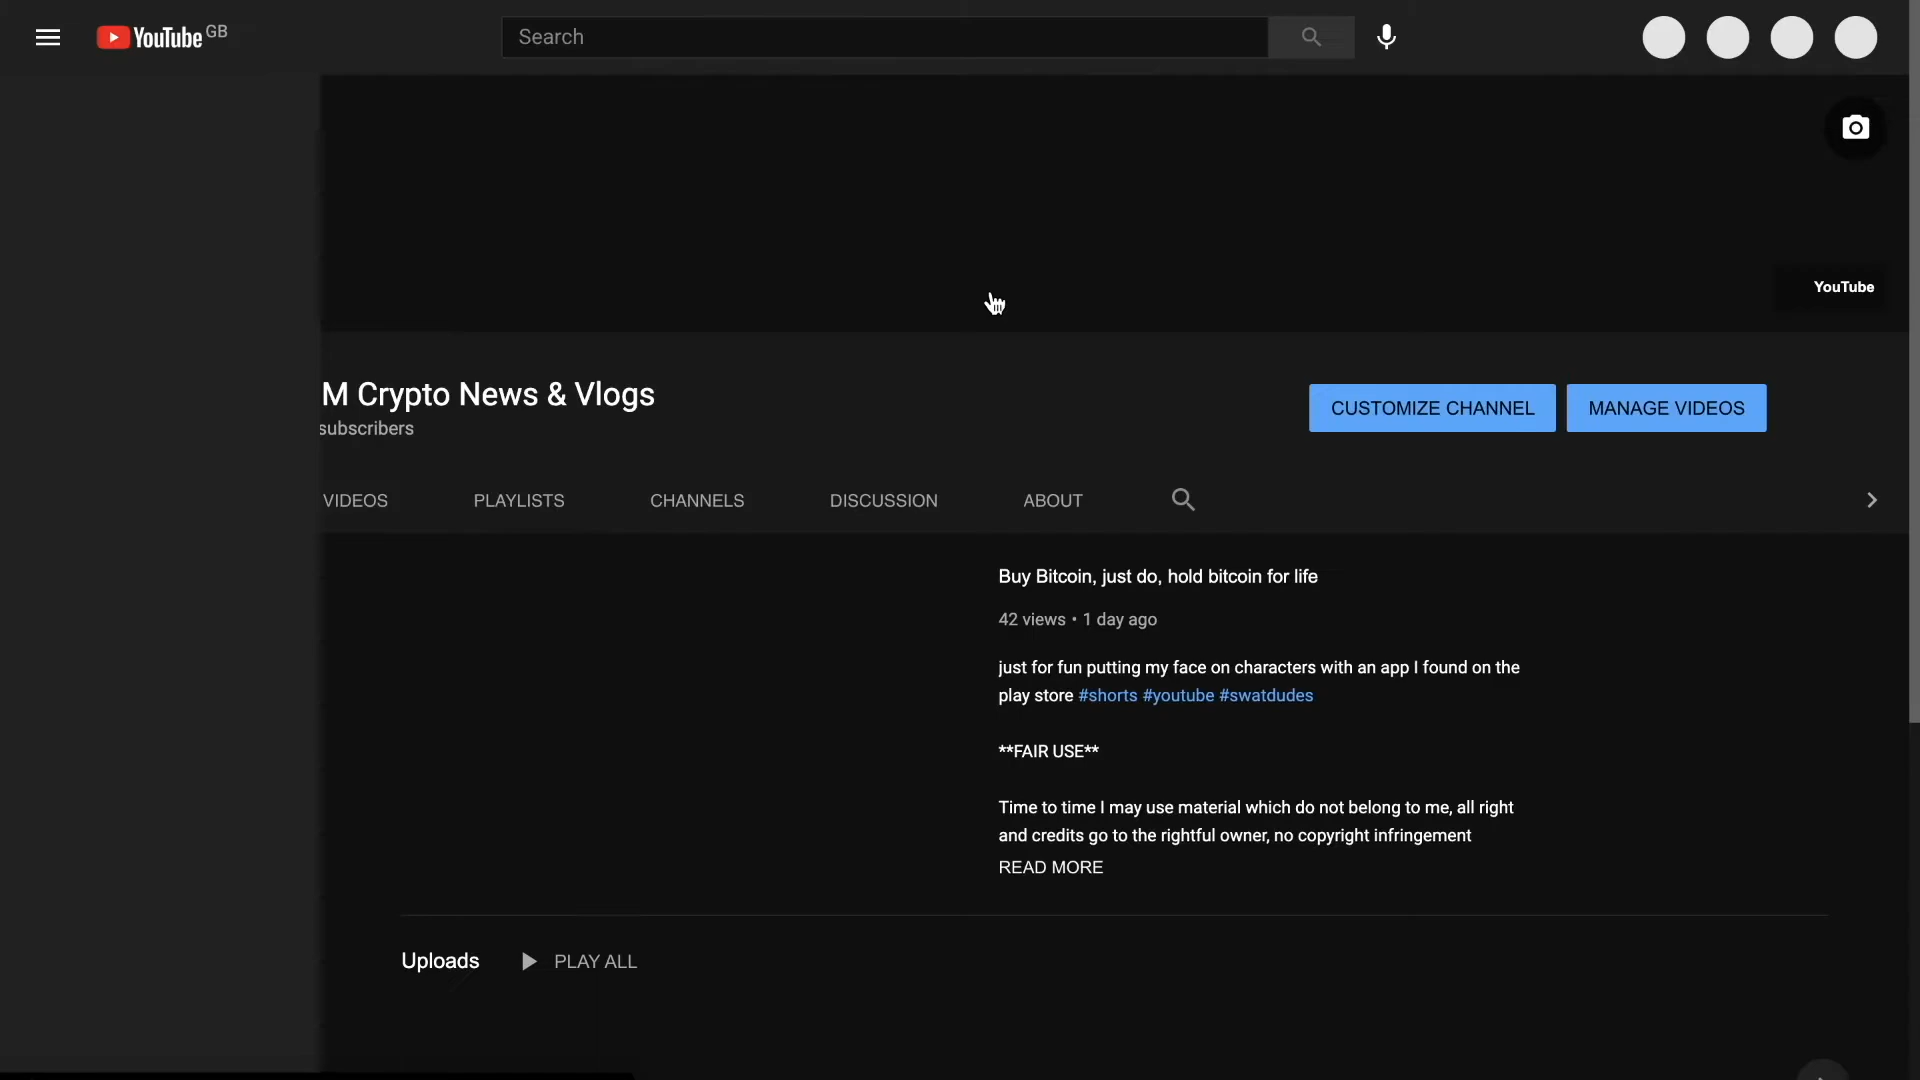 YouTube GB
Search
YouTube
M Crypto News & Vlogs
subscribers
CUSTOMIZE CHANNEL
MANAGE VIDEOS
VIDEOS
PLAYLISTS
CHANNELS
DISCUSSION
ABOUT
Buy Bitcoin, just do, hold bitcoin for life
42 views • 1 day ago
just for fun putting my face on characters with an app I found on the
play store #shorts #youtube #swatdudes
**FAIR USE**
Time to time I may use material which do not belong to me, all right
and credits go to the rightful owner, no copyright infringement
READ MORE
Uploads
PLAY ALL